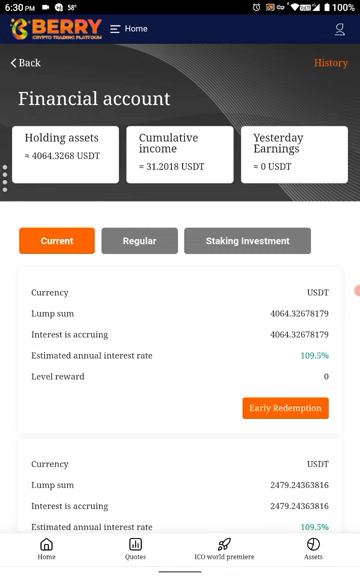 6:30 PM 58° 100%
BERRY Home
CRYPTO TRADING PLATFORM
Back History
Financial account
Holding assets
≈ 4064.3268 USDT
Cumulative
income
≈ 31.2018 USDT
Yesterday
Earnings
≈ 0 USDT
Current Regular Staking Investment
Currency USDT
Lump sum 4064.32678179
Interest is accruing 4064.32678179
Estimated annual interest rate 109.5%
Level reward 0
Early Redemption
Currency USDT
Lump sum 2479.24363816
Interest is accruing 2479.24363816
Estimated annual interest rate 109.5%
Home Quotes ICO world premiere Assets